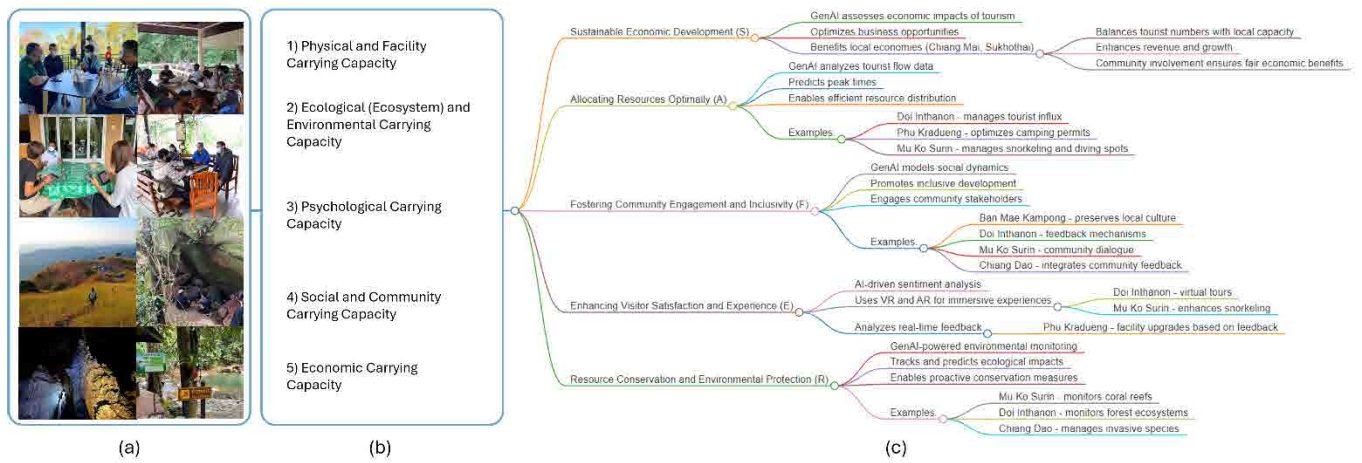 1) Physical and Facility
Carrying Capacity
2) Ecological (Ecosystem) and
Environmental Carrying
Capacity
3) Psychological Carrying
Capacity
4) Social and Community
Carrying Capacity
5) Economic Carrying
Capacity
Sustainable Economic Development (S)
GenAI assesses economic impacts of tourism
Optimizes business opportunities
Benefits local economies (Chiang Mai, Sukhothai)
Balances tourist numbers with local capacity
Enhances revenue and growth
Community involvement ensures fair economic benefits
Allocating Resources Optimally (A)
GenAI analyzes tourist flow data
Predicts peak times
Enables efficient resource distribution
Examples
Doi Inthanon - manages tourist influx
Phu Kradueng - optimizes camping permits
Mu Ko Surin - manages snorkeling and diving spots
Fostering Community Engagement and Inclusivity (F)
GenAI models social dynamics
Promotes inclusive development
Engages community stakeholders
Examples
Ban Mae Kampong - preserves local culture
Doi Inthanon - feedback mechanisms
Mu Ko Surin - community dialogue
Chiang Dao - integrates community feedback
Enhancing Visitor Satisfaction and Experience (E)
AI-driven sentiment analysis
Uses VR and AR for immersive experiences
Doi Inthanon - virtual tours
Mu Ko Surin - enhances snorkeling
Analyzes real-time feedback
Phu Kradueng - facility upgrades based on feedback
Resource Conservation and Environmental Protection (R)
GenAI-powered environmental monitoring
Tracks and predicts ecological impacts
Enables proactive conservation measures
Examples
Mu Ko Surin - monitors coral reefs
Doi Inthanon - monitors forest ecosystems
Chiang Dao - manages invasive species
(a)
(b)
(c)